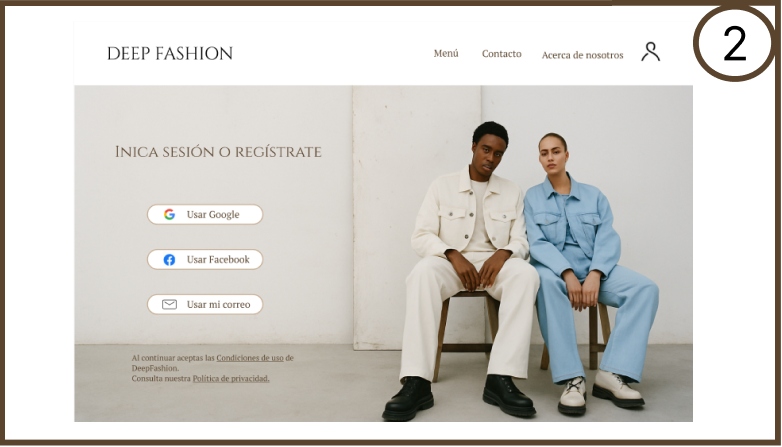 2
DEEP FASHION
Menú Contacto Acerca de nosotros
INICA SESIÓN O REGÍSTRATE
Usar Google
Usar Facebook
Usar mi correo
Al continuar aceptas las Condiciones de uso de
DeepFashion.
Consulta nuestra Política de privacidad.